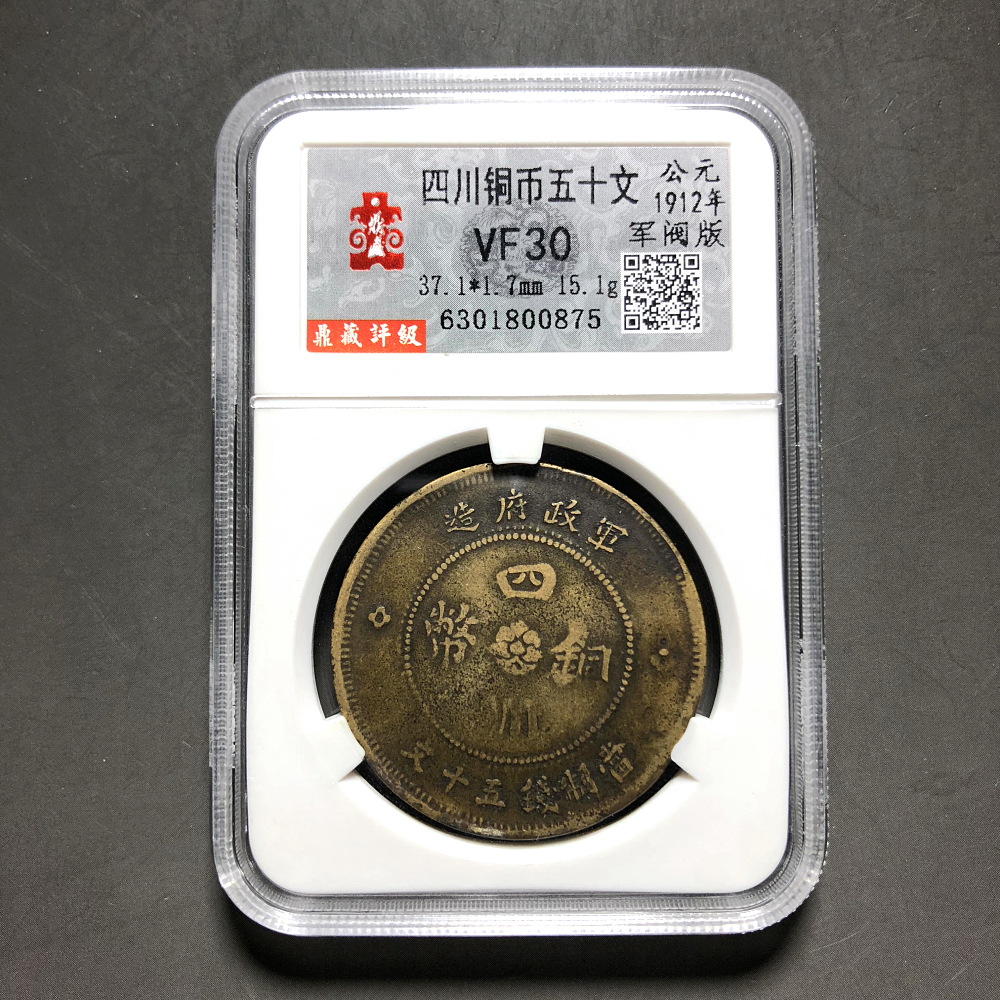 四川铜币五十文
公元
1912年
军阀版
VF30
37.1*1.7mm 15.1g
6301800875
鼎藏
鼎藏評級
軍政府造
四川
銅幣
當制錢五十文